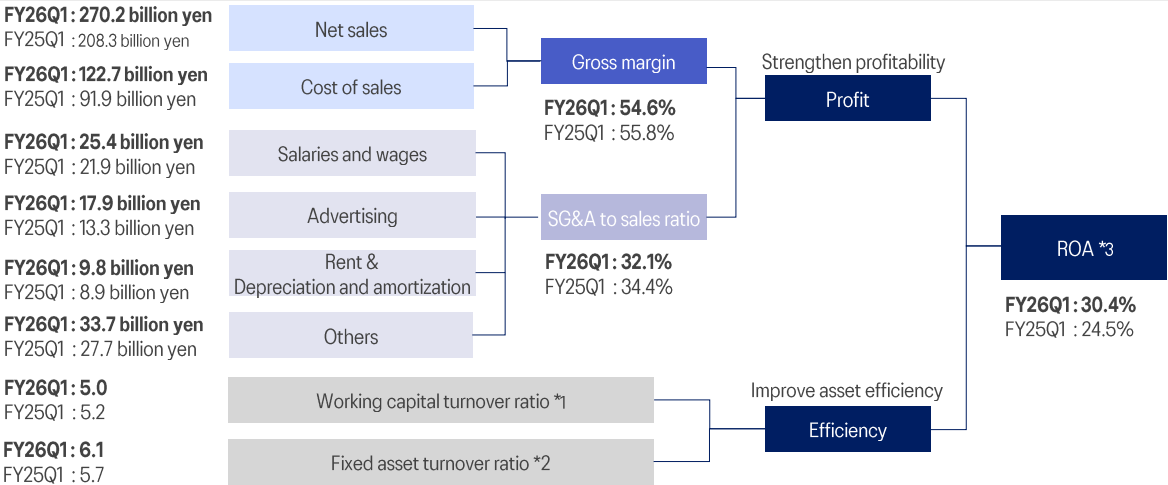 FY26Q1 : 270.2 billion yen
FY25Q1 : 208.3 billion yen
Net sales
FY26Q1 : 122.7 billion yen
FY25Q1 : 91.9 billion yen
Cost of sales
Gross margin
FY26Q1 : 54.6%
FY25Q1 : 55.8%
Strengthen profitability
Profit
FY26Q1 : 25.4 billion yen
FY25Q1 : 21.9 billion yen
Salaries and wages
FY26Q1 : 17.9 billion yen
FY25Q1 : 13.3 billion yen
Advertising
SG&A to sales ratio
FY26Q1 : 32.1%
FY25Q1 : 34.4%
FY26Q1 : 9.8 billion yen
FY25Q1 : 8.9 billion yen
Rent &
Depreciation and amortization
FY26Q1 : 33.7 billion yen
FY25Q1 : 27.7 billion yen
Others
ROA *3
FY26Q1 : 30.4%
FY25Q1 : 24.5%
FY26Q1 : 5.0
FY25Q1 : 5.2
Working capital turnover ratio *1
Improve asset efficiency
Efficiency
FY26Q1 : 6.1
FY25Q1 : 5.7
Fixed asset turnover ratio *2